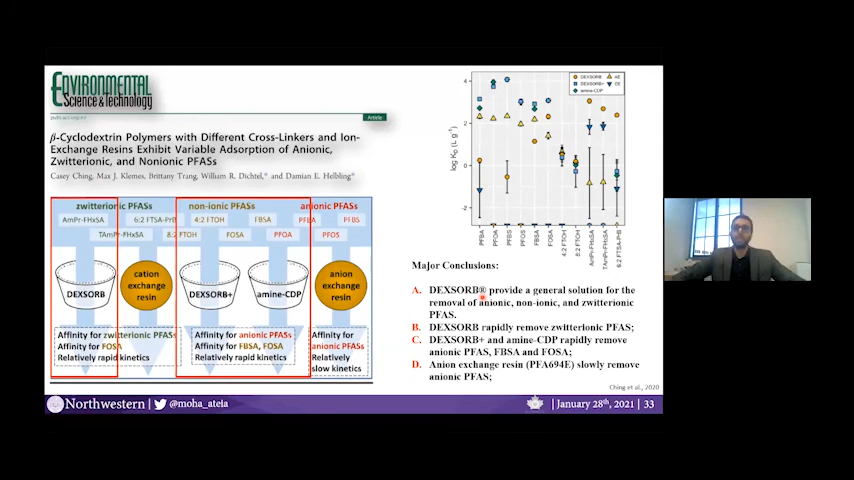 ENVIRONMENTAL
Science & Technology
Article
β-Cyclodextrin Polymers with Different Cross-Linkers and Ion-
Exchange Resins Exhibit Variable Adsorption of Anionic,
Zwitterionic, and Nonionic PFASs
Casey Ching, Max J. Klemes, Brittany Trang, William R. Dichtel,* and Damian E. Helbling*
zwitterionic PFASs non-ionic PFASs anionic PFASs
AmPr-FHxSA 6:2 FTSA-PrB 4:2 FTOH FBSA PFBA PFBS
TAmPr-FHxSA 8:2 FTOH FOSA PFOA PFOS
DEXSORB
cation
exchange
resin
DEXSORB+
amine-CDP
anion
exchange
resin
Affinity for zwitterionic PFASs
Affinity for FOSA
Relatively rapid kinetics
Affinity for anionic PFASs
Affinity for FBSA, FOSA
Relatively rapid kinetics
Affinity for
anionic PFASs
Relatively
slow kinetics
DEXSORB AE
DEXSORB+ CE
amine-CDP
log K_D (L g⁻¹)
4
2
0
-2
PFBA
PFOA
PFBS
PFOS
FBSA
FOSA
4:2 FTOH
8:2 FTOH
AmPr-FHxSA
TAmPr-FHxSA
6:2 FTSA-PrB
Major Conclusions:
A. DEXSORB® provide a general solution for the
removal of anionic, non-ionic, and zwitterionic
PFAS.
B. DEXSORB rapidly remove zwitterionic PFAS;
C. DEXSORB+ and amine-CDP rapidly remove
anionic PFAS, FBSA and FOSA;
D. Anion exchange resin (PFA694E) slowly remove
anionic PFAS;
Ching et al., 2020
Northwestern @moha_ateia | January 28th, 2021 | 33